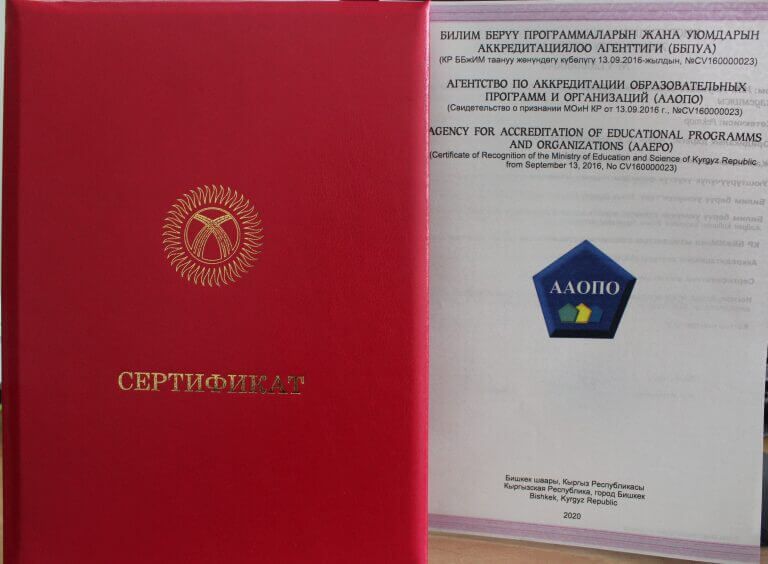 СЕРТИФИКАТ
БИЛИМ БЕРҮҮ ПРОГРАММАЛАРЫН ЖАНА УЮМДАРЫН
АККРЕДИТАЦИЯЛОО АГЕНТТИГИ (ББПУА)
(КР ББжИМ таануу жөнүндөгү күбөлүгү 13.09.2016-жылдын, №CV160000023)
АГЕНТСТВО ПО АККРЕДИТАЦИИ ОБРАЗОВАТЕЛЬНЫХ
ПРОГРАММ И ОРГАНИЗАЦИЙ (ААОПО)
(Свидетельство о признании МОиН КР от 13.09.2016 г., №CV160000023)
AGENCY FOR ACCREDITATION OF EDUCATIONAL PROGRAMMS
AND ORGANIZATIONS (AAEPO)
(Certificate of Recognition of the Ministry of Education and Science of Kyrgyz Republic
from September 13, 2016, No CV160000023)
ААОПО
Бишкек шаары, Кыргыз Республикасы
Кыргызская Республика, город Бишкек
Bishkek, Kyrgyz Republic
2020